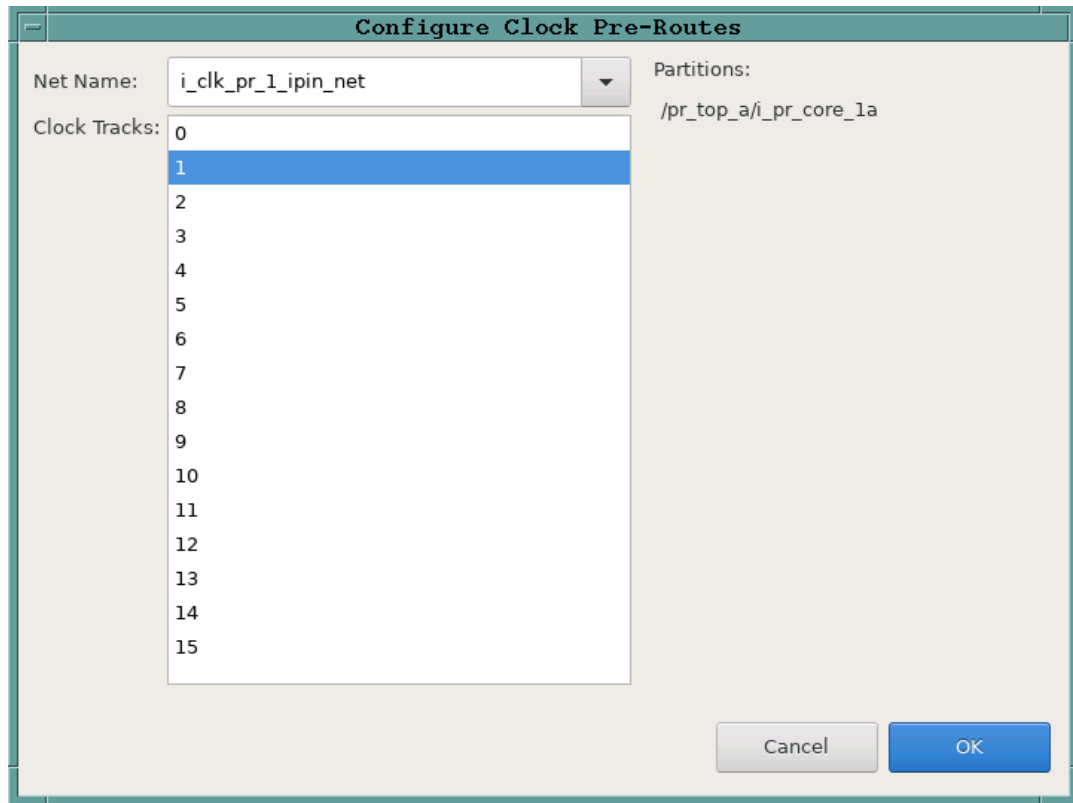 Configure Clock Pre-Routes
Net Name:
i_clk_pr_1_ipin_net
Partitions:
/pr_top_a/i_pr_core_1a
Clock Tracks:
0
1
2
3
4
5
6
7
8
9
10
11
12
13
14
15
Cancel
OK